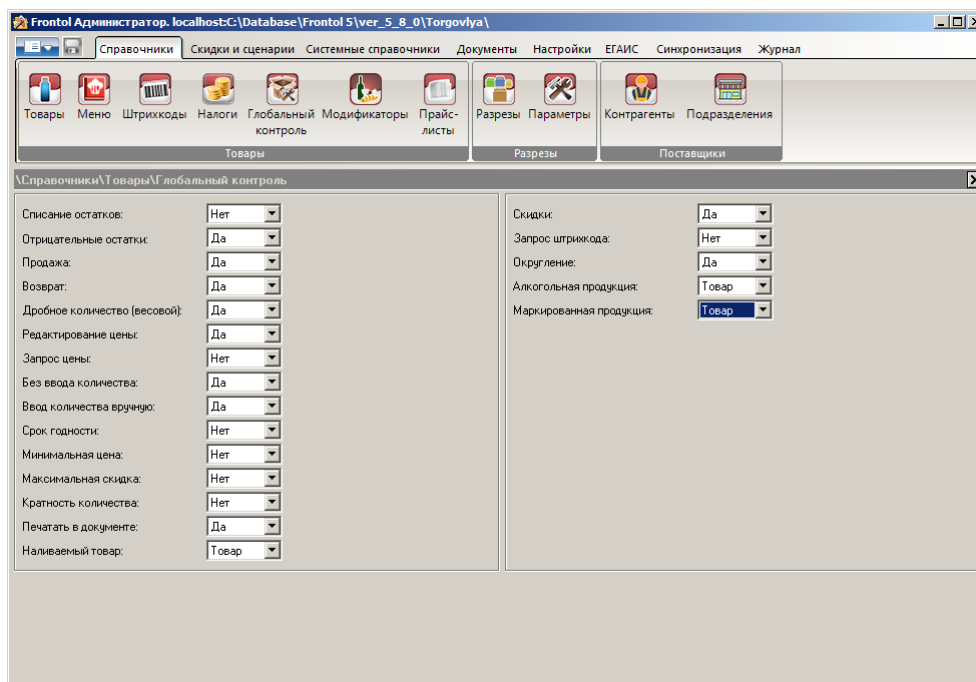 Frontol Администратор. localhost:C:\Database\Frontol 5\ver_5_8_0\Torgovlya\
Справочники Скидки и сценарии Системные справочники Документы Настройки ЕГАИС Синхронизация Журнал
Товары Меню Штрихкоды Налоги Глобальный контроль Модификаторы Прайс-листы Разрезы Параметры Контрагенты Подразделения
Товары Разрезы Поставщики
\Справочники\Товары\Глобальный контроль
Списание остатков: Нет
Отрицательные остатки: Да
Продажа: Да
Возврат: Да
Дробное количество (весовой): Да
Редактирование цены: Да
Запрос цены: Нет
Без ввода количества: Да
Ввод количества вручную: Да
Срок годности: Нет
Минимальная цена: Нет
Максимальная скидка: Нет
Кратность количества: Нет
Печатать в документе: Да
Наливаемый товар: Товар
Скидки: Да
Запрос штрихкода: Нет
Округление: Да
Алкогольная продукция: Товар
Маркированная продукция: Товар